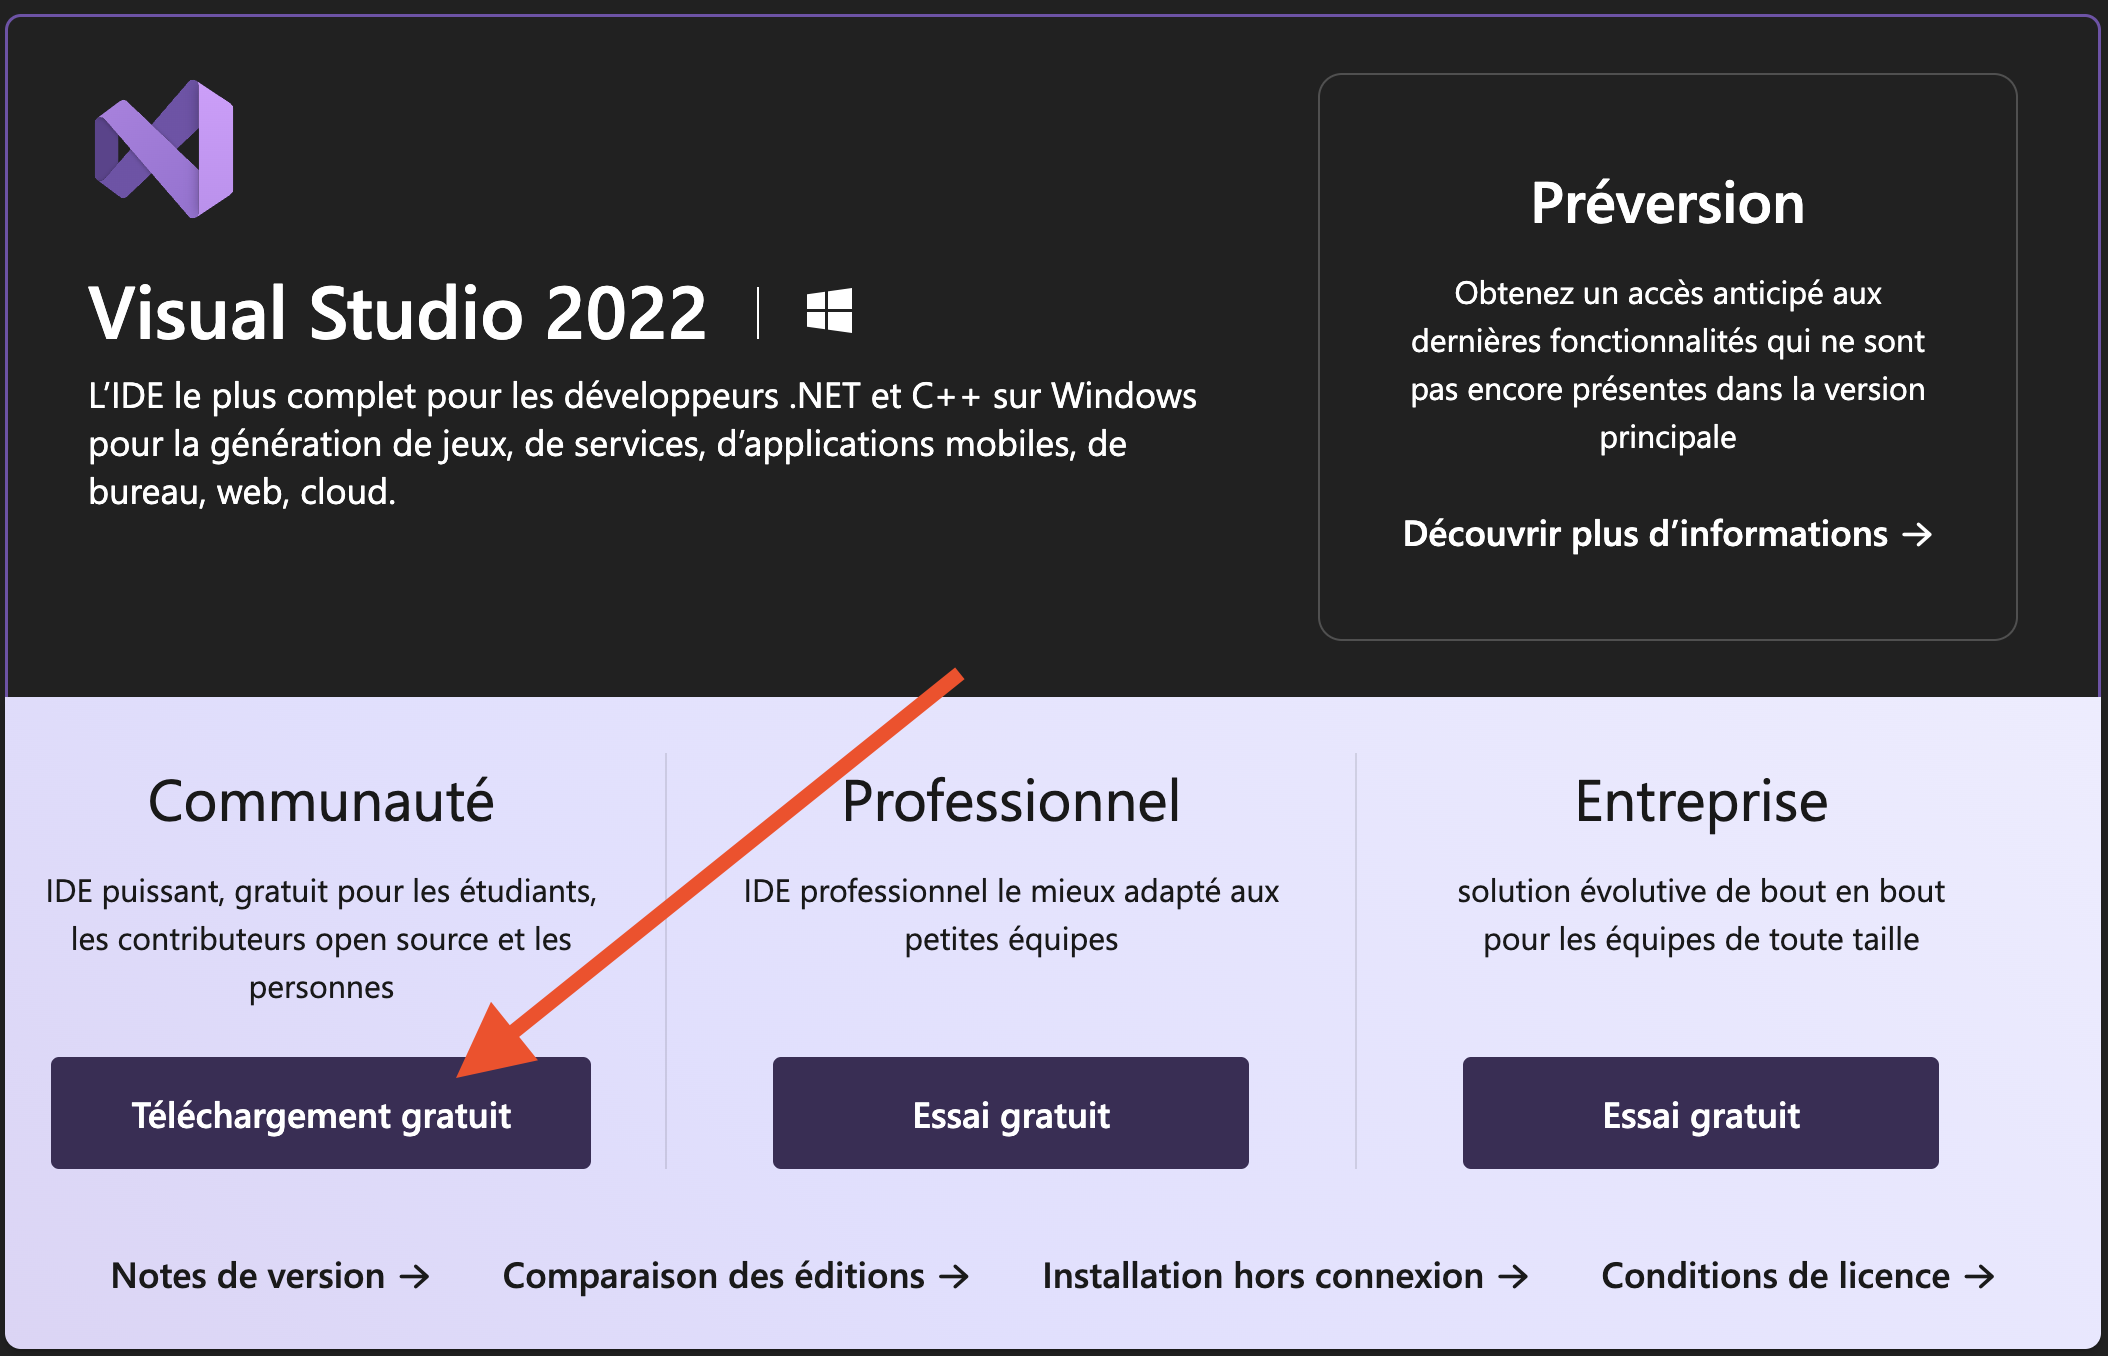 Visual Studio 2022
L’IDE le plus complet pour les développeurs .NET et C++ sur Windows
pour la génération de jeux, de services, d’applications mobiles, de
bureau, web, cloud.
Préversion
Obtenez un accès anticipé aux
dernières fonctionnalités qui ne sont
pas encore présentes dans la version
principale
Découvrir plus d’informations →
Communauté
IDE puissant, gratuit pour les étudiants,
les contributeurs open source et les
personnes
Téléchargement gratuit
Professionnel
IDE professionnel le mieux adapté aux
petites équipes
Essai gratuit
Entreprise
solution évolutive de bout en bout
pour les équipes de toute taille
Essai gratuit
Notes de version →
Comparaison des éditions →
Installation hors connexion →
Conditions de licence →